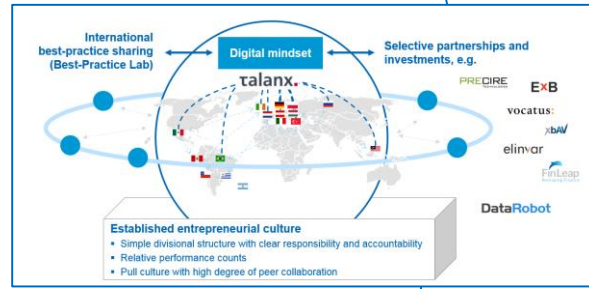 International
best-practice sharing
(Best-Practice Lab)
Digital mindset
Selective partnerships and
investments, e.g.
talanx.
PRECIRE
ExB
vocatus:
xbAV
elinvar
FinLeap
DataRobot
Established entrepreneurial culture
▪ Simple divisional structure with clear responsibility and accountability
▪ Relative performance counts
▪ Pull culture with high degree of peer collaboration